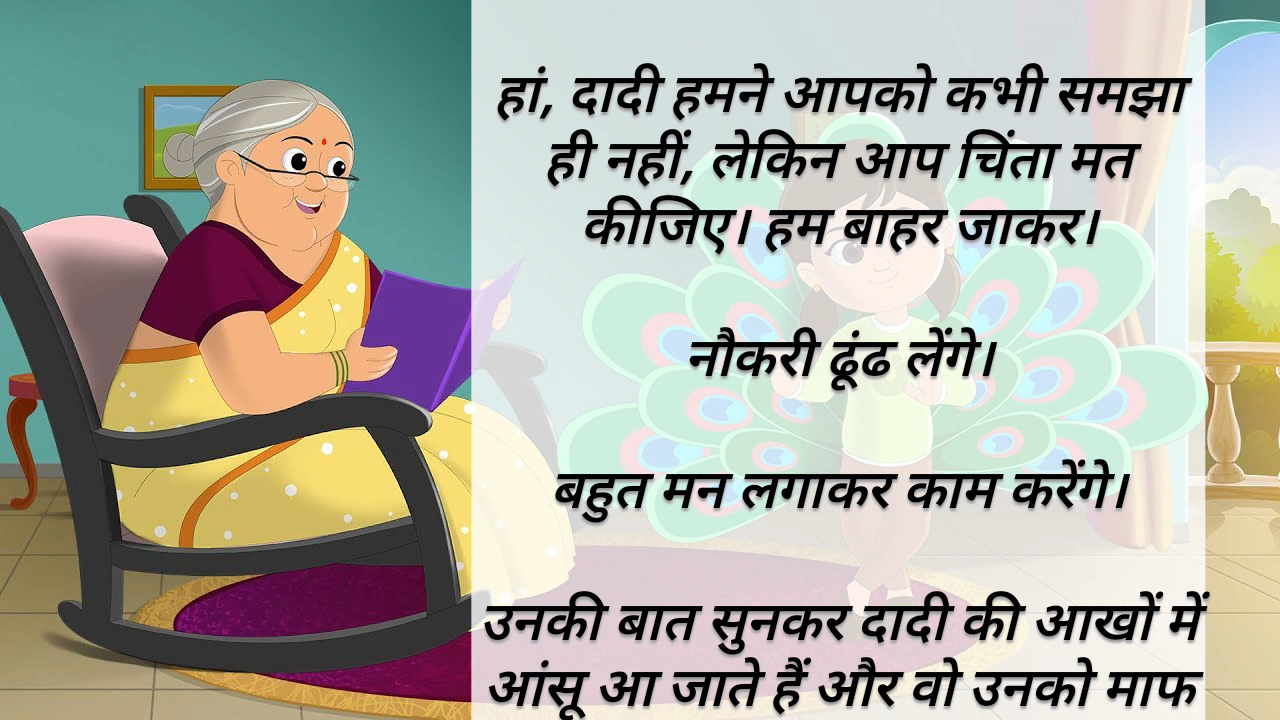 हां, दादी हमने आपको कभी समझा
ही नहीं, लेकिन आप चिंता मत
कीजिए। हम बाहर जाकर।
नौकरी ढूंढ लेंगे।
बहुत मन लगाकर काम करेंगे।
उनकी बात सुनकर दादी की आखों में
आंसू आ जाते हैं और वो उनको माफ